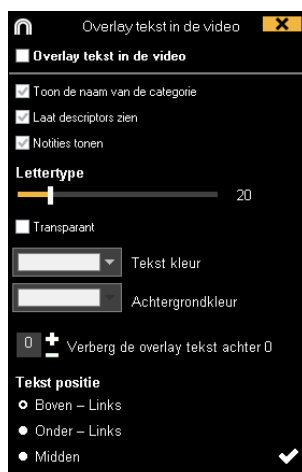 Overlay tekst in de video
Overlay tekst in de video
Toon de naam van de categorie
Laat descriptors zien
Notities tonen
Lettertype
20
Transparant
Tekst kleur
Achtergrondkleur
0 Verberg de overlay tekst achter 0
Tekst positie
Boven – Links
Onder – Links
Midden